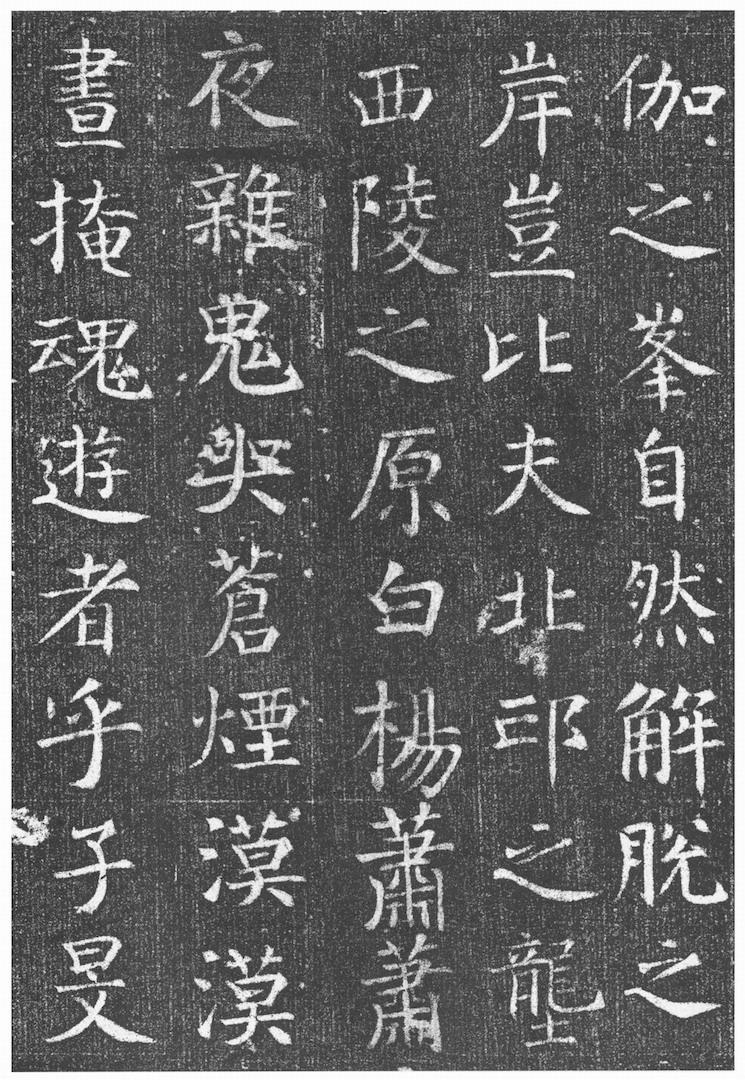 伽之峯自然解脱之
岸豈比夫北邙之壟
西陵之原白楊蕭蕭
夜雜鬼哭蒼煙漠漠
晝掩魂遊者乎子旻